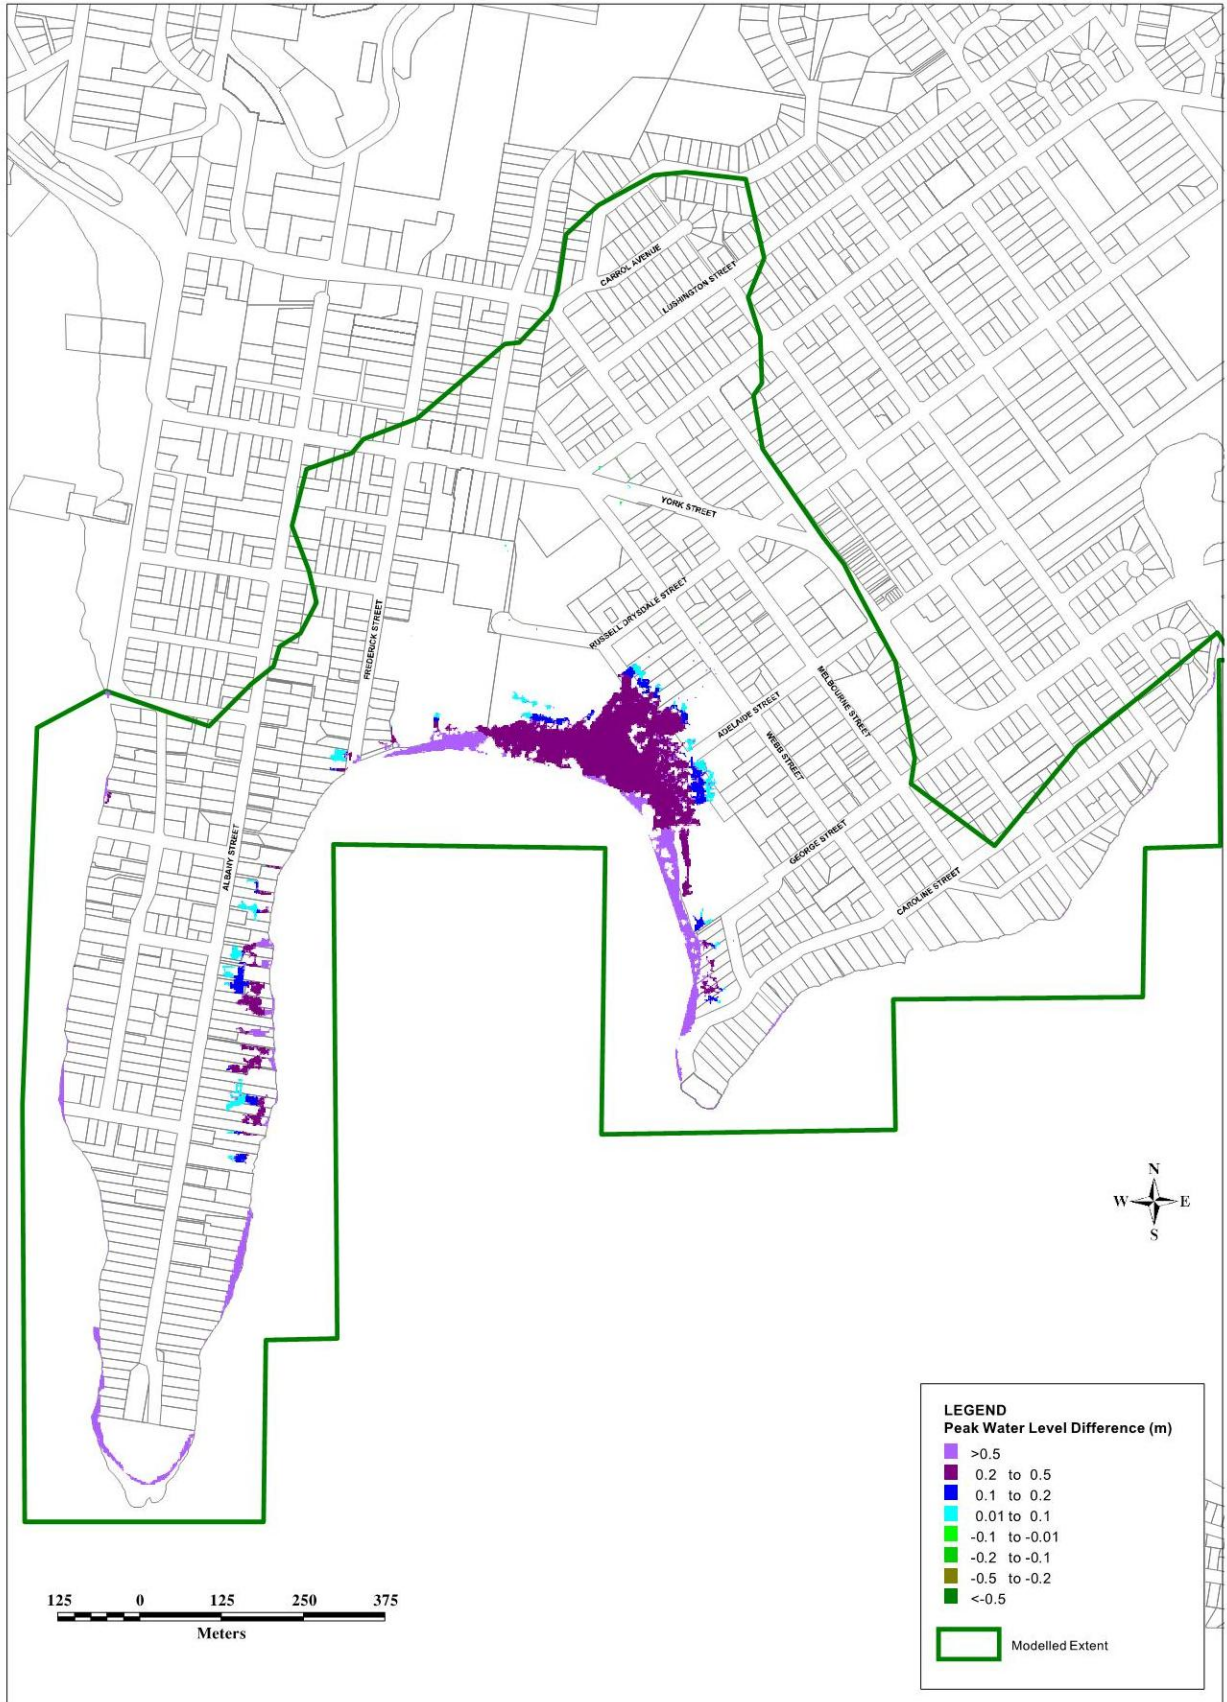 CARROL AVENUE
LUSHINGTON STREET
YORK STREET
RUSSELL DRYSDALE STREET
FREDERICK STREET
MELBOURNE STREET
ADELAIDE STREET
WEBB STREET
GEORGE STREET
ALBANY STREET
CAROLINE STREET
N
W E
S
LEGEND
Peak Water Level Difference (m)
>0.5
0.2 to 0.5
0.1 to 0.2
0.01 to 0.1
-0.1 to -0.01
-0.2 to -0.1
-0.5 to -0.2
<-0.5
Modelled Extent
125 0 125 250 375
Meters